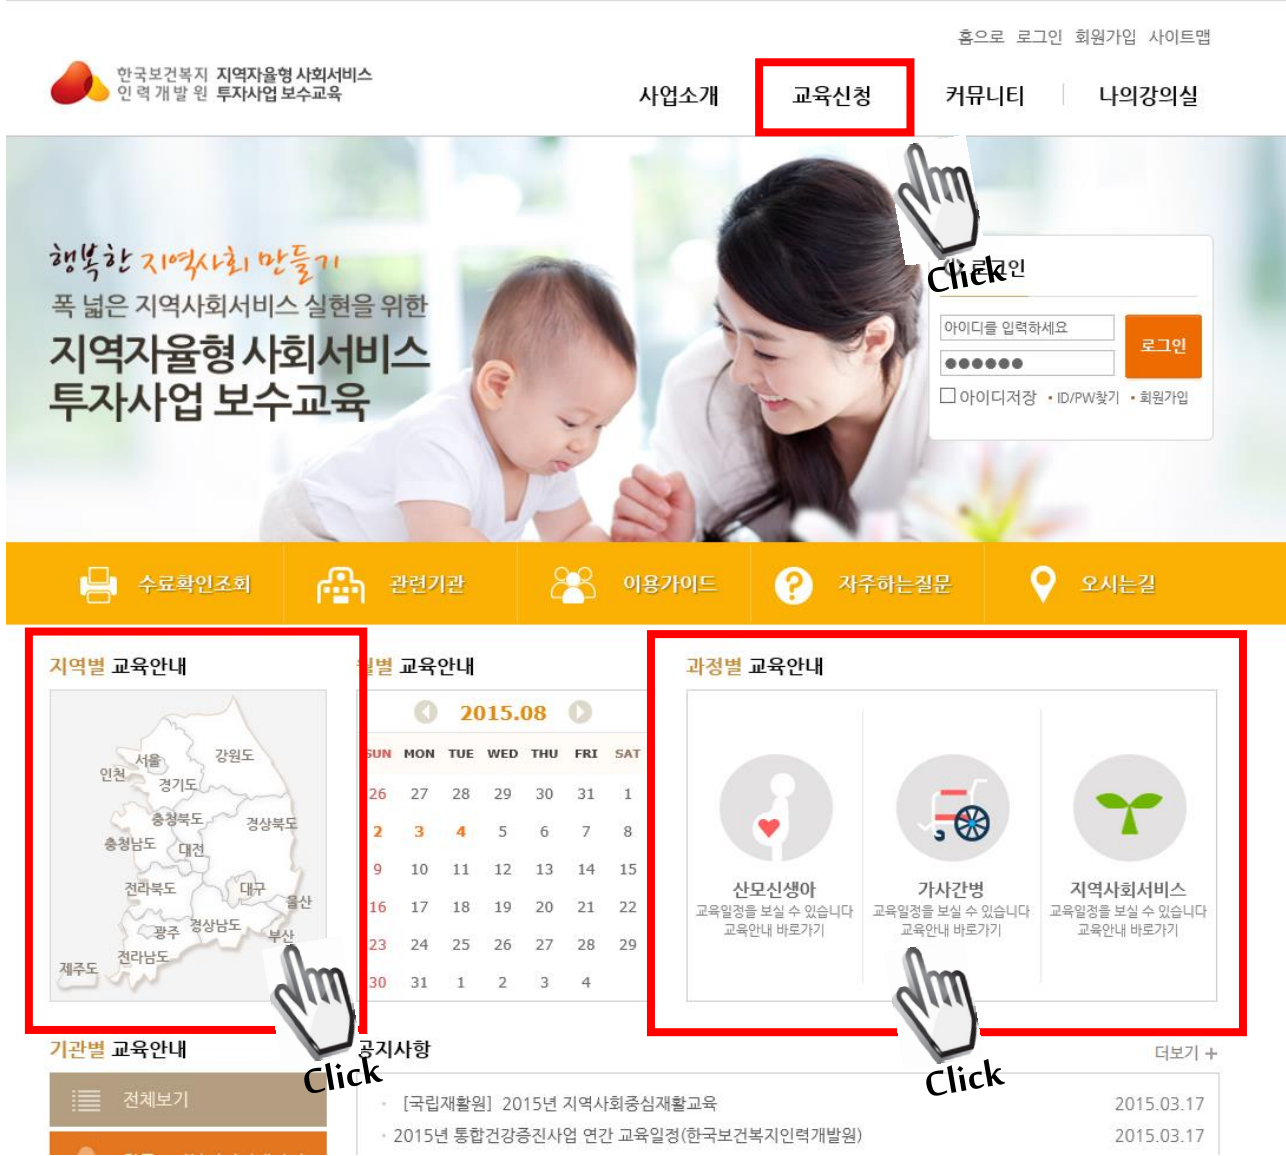 홈으로 로그인 회원가입 사이트맵
한국보건복지 지역자율형 사회서비스
인력개발원 투자사업 보수교육
사업소개 교육신청 커뮤니티 나의강의실
행복한 지역사회 만들기
폭 넓은 지역사회서비스 실현을 위한
지역자율형 사회서비스
투자사업 보수교육
Click
로그인
아이디를 입력하세요
로그인
아이디저장 • ID/PW찾기 • 회원가입
수료확인조회 관련기관 이용가이드 자주하는질문 오시는길
지역별 교육안내
서울 강원도
인천 경기도
충청북도 경상북도
충청남도 대전
전라북도 대구 울산
광주 경상남도 부산
전라남도
제주도
Click
월별 교육안내
2015.08
SUN MON TUE WED THU FRI SAT
26 27 28 29 30 31 1
2 3 4 5 6 7 8
9 10 11 12 13 14 15
16 17 18 19 20 21 22
23 24 25 26 27 28 29
30 31 1 2 3 4
과정별 교육안내
산모신생아 가사간병 지역사회서비스
교육일정을 보실 수 있습니다 교육일정을 보실 수 있습니다 교육일정을 보실 수 있습니다
교육안내 바로가기 교육안내 바로가기 교육안내 바로가기
Click
기관별 교육안내
전체보기
공지사항 더보기 +
[국립재활원] 2015년 지역사회중심재활교육 2015.03.17
2015년 통합건강증진사업 연간 교육일정(한국보건복지인력개발원) 2015.03.17